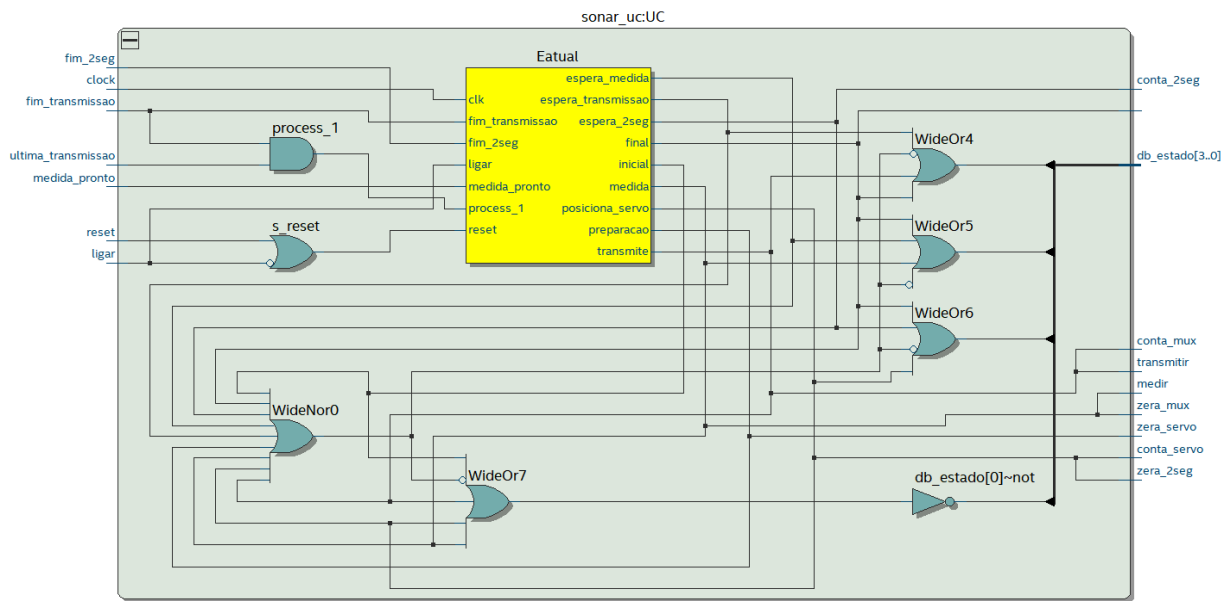 sonar_uc:UC
fim_2seg
clock
fim_transmissao
ultima_transmissao
medida_pronto
reset
ligar
process_1
s_reset
Eatual
clk
fim_transmissao
fim_2seg
ligar
medida_pronto
process_1
reset
espera_medida
espera_transmissao
espera_2seg
final
inicial
medida
posiciona_servo
preparacao
transmite
WideOr4
WideOr5
WideOr6
WideNor0
WideOr7
db_estado[0]~not
conta_2seg
db_estado[3..0]
conta_mux
transmitir
medir
zera_mux
zera_servo
conta_servo
zera_2seg